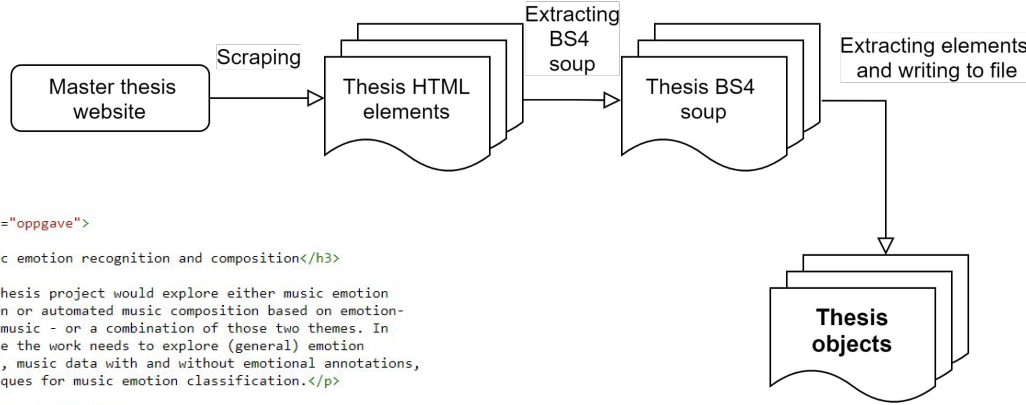 Master thesis
website
Scraping
Thesis HTML
elements
Extracting
BS4
soup
Thesis BS4
soup
Extracting elements
and writing to file
Thesis
objects
="oppgave">
c emotion recognition and composition</h3>
hesis project would explore either music emotion
n or automated music composition based on emotion-
music - or a combination of those two themes. In
e the work needs to explore (general) emotion
, music data with and without emotional annotations,
ques for music emotion classification.</p>